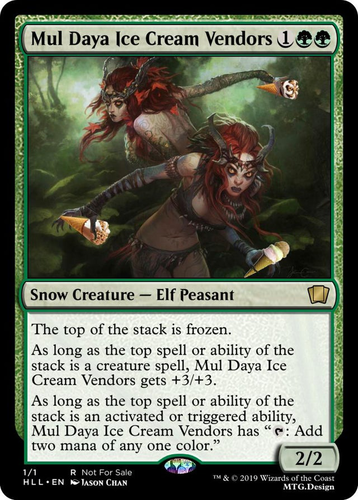 Mul Daya Ice Cream Vendors 1
Snow Creature — Elf Peasant
The top of the stack is frozen.
As long as the top spell or ability of the
stack is a creature spell, Mul Daya Ice
Cream Vendors gets +3/+3.
As long as the top spell or ability of the
stack is an activated or triggered ability,
Mul Daya Ice Cream Vendors has “: Add
two mana of any one color.”
2/2
1/1 R Not For Sale
HLL • EN Jason Chan
™ & © 2019 Wizards of the Coast
MTG.Design